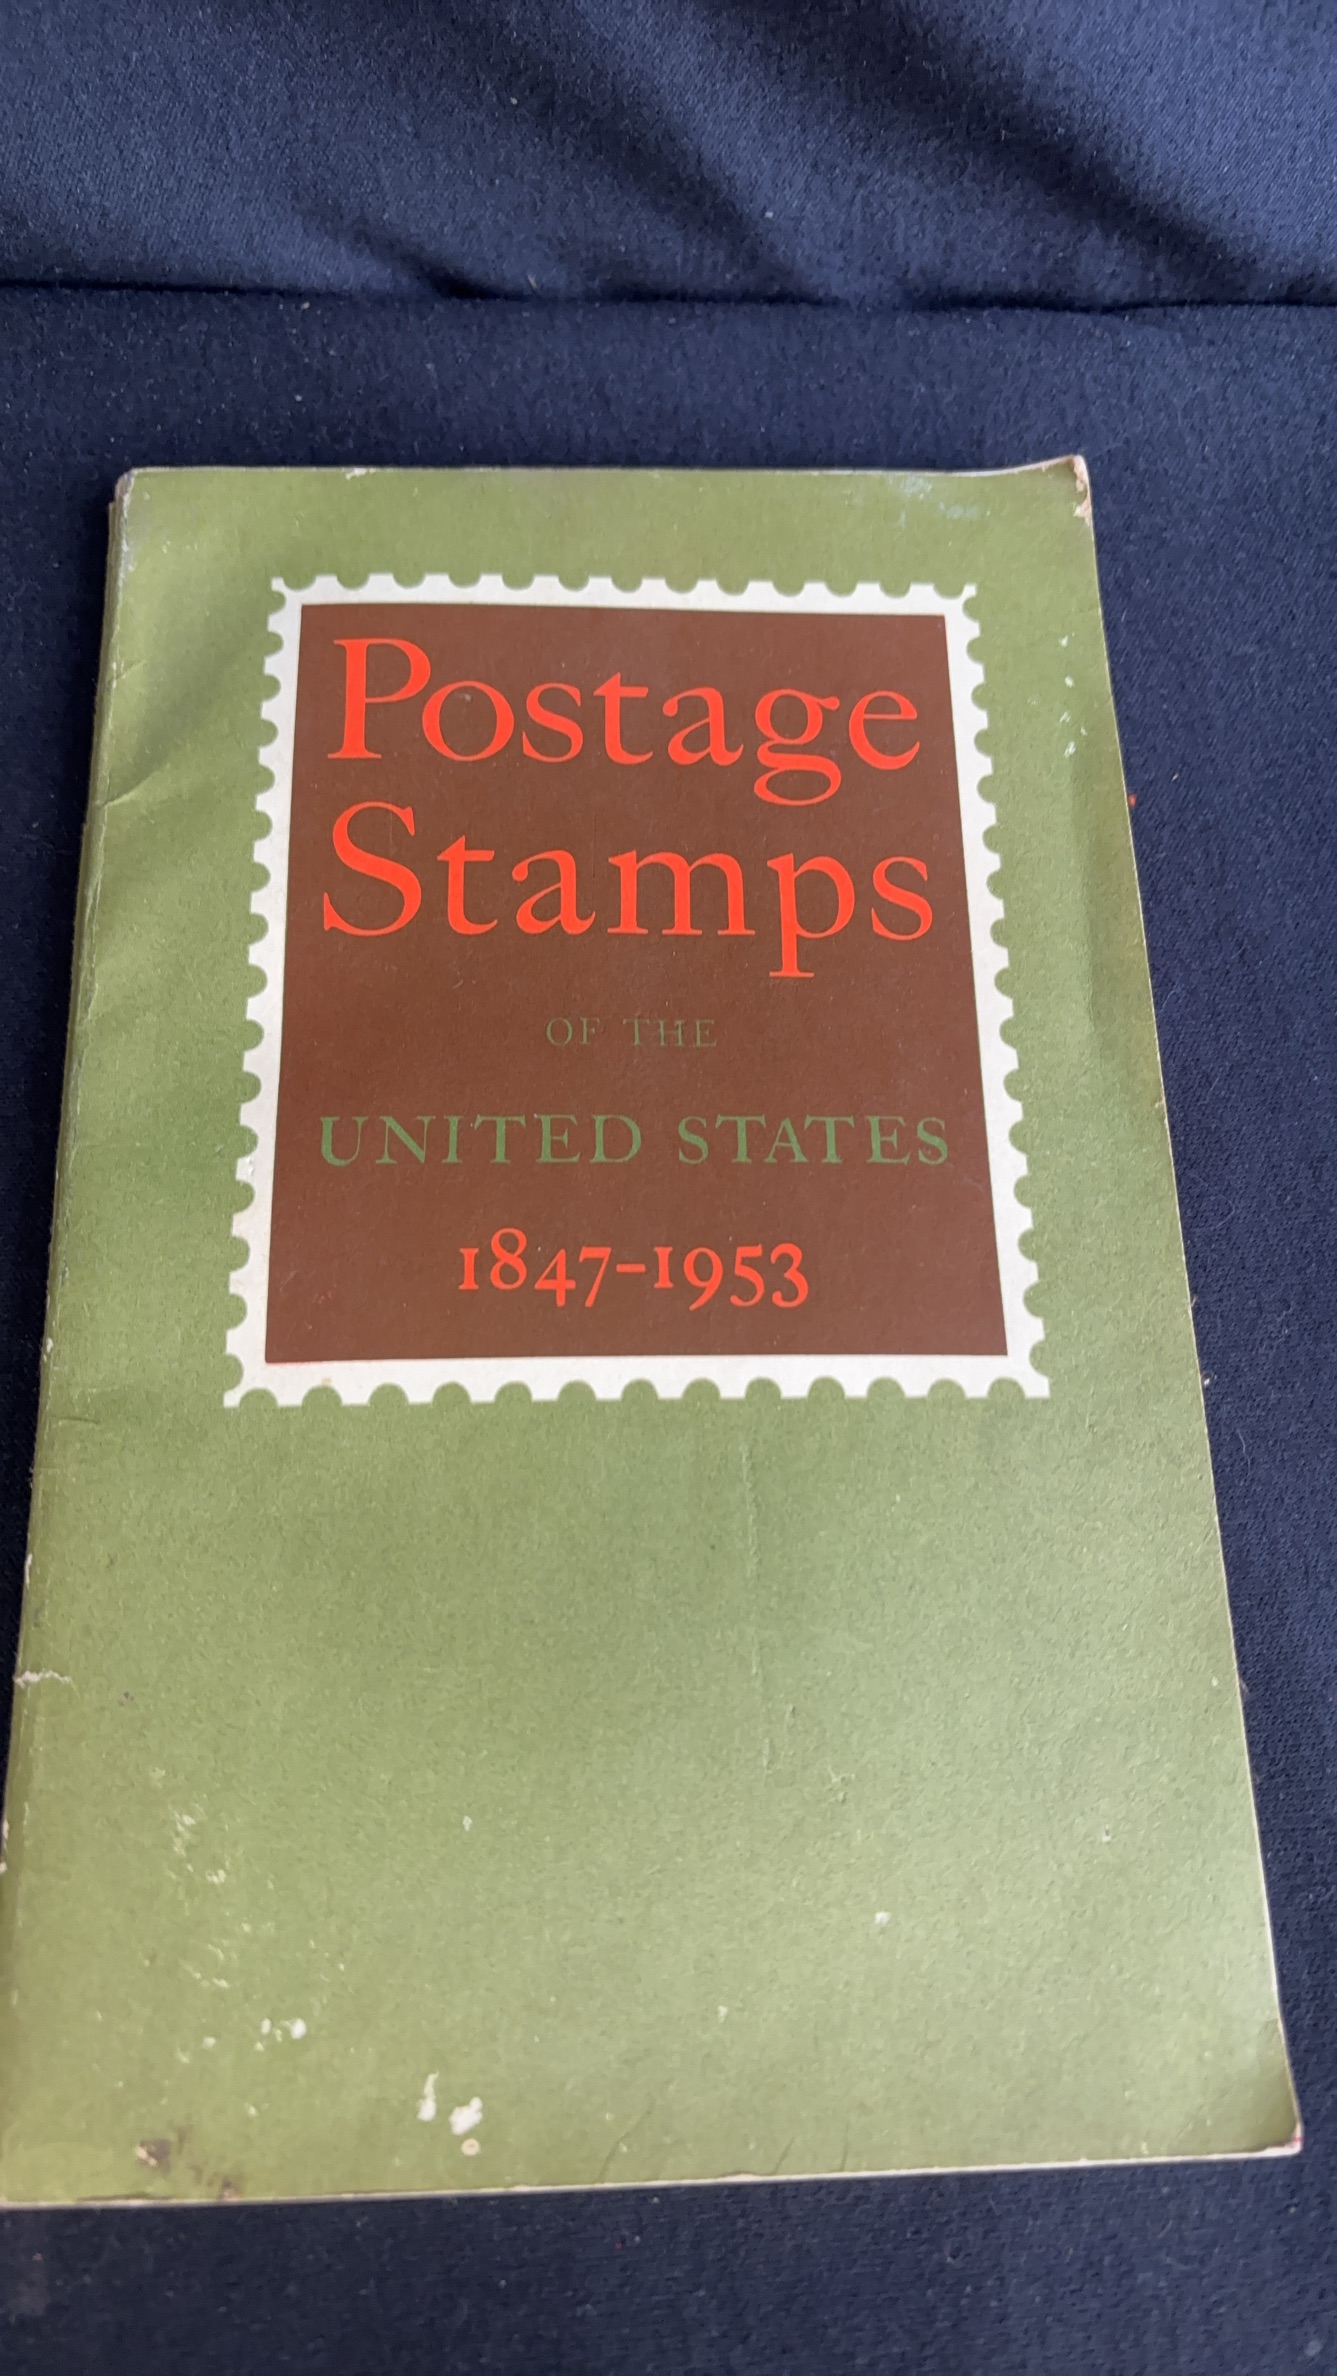 Postage
Stamps
OF THE
UNITED STATES
1847-1953